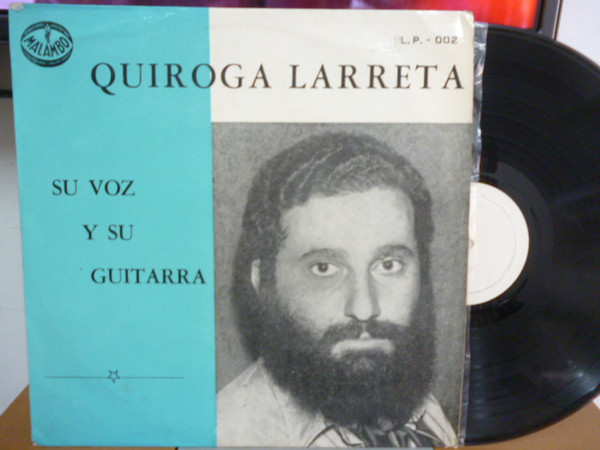 MALAMBO
L.P. - 002
QUIROGA LARRETA
SU VOZ
Y SU
GUITARRA